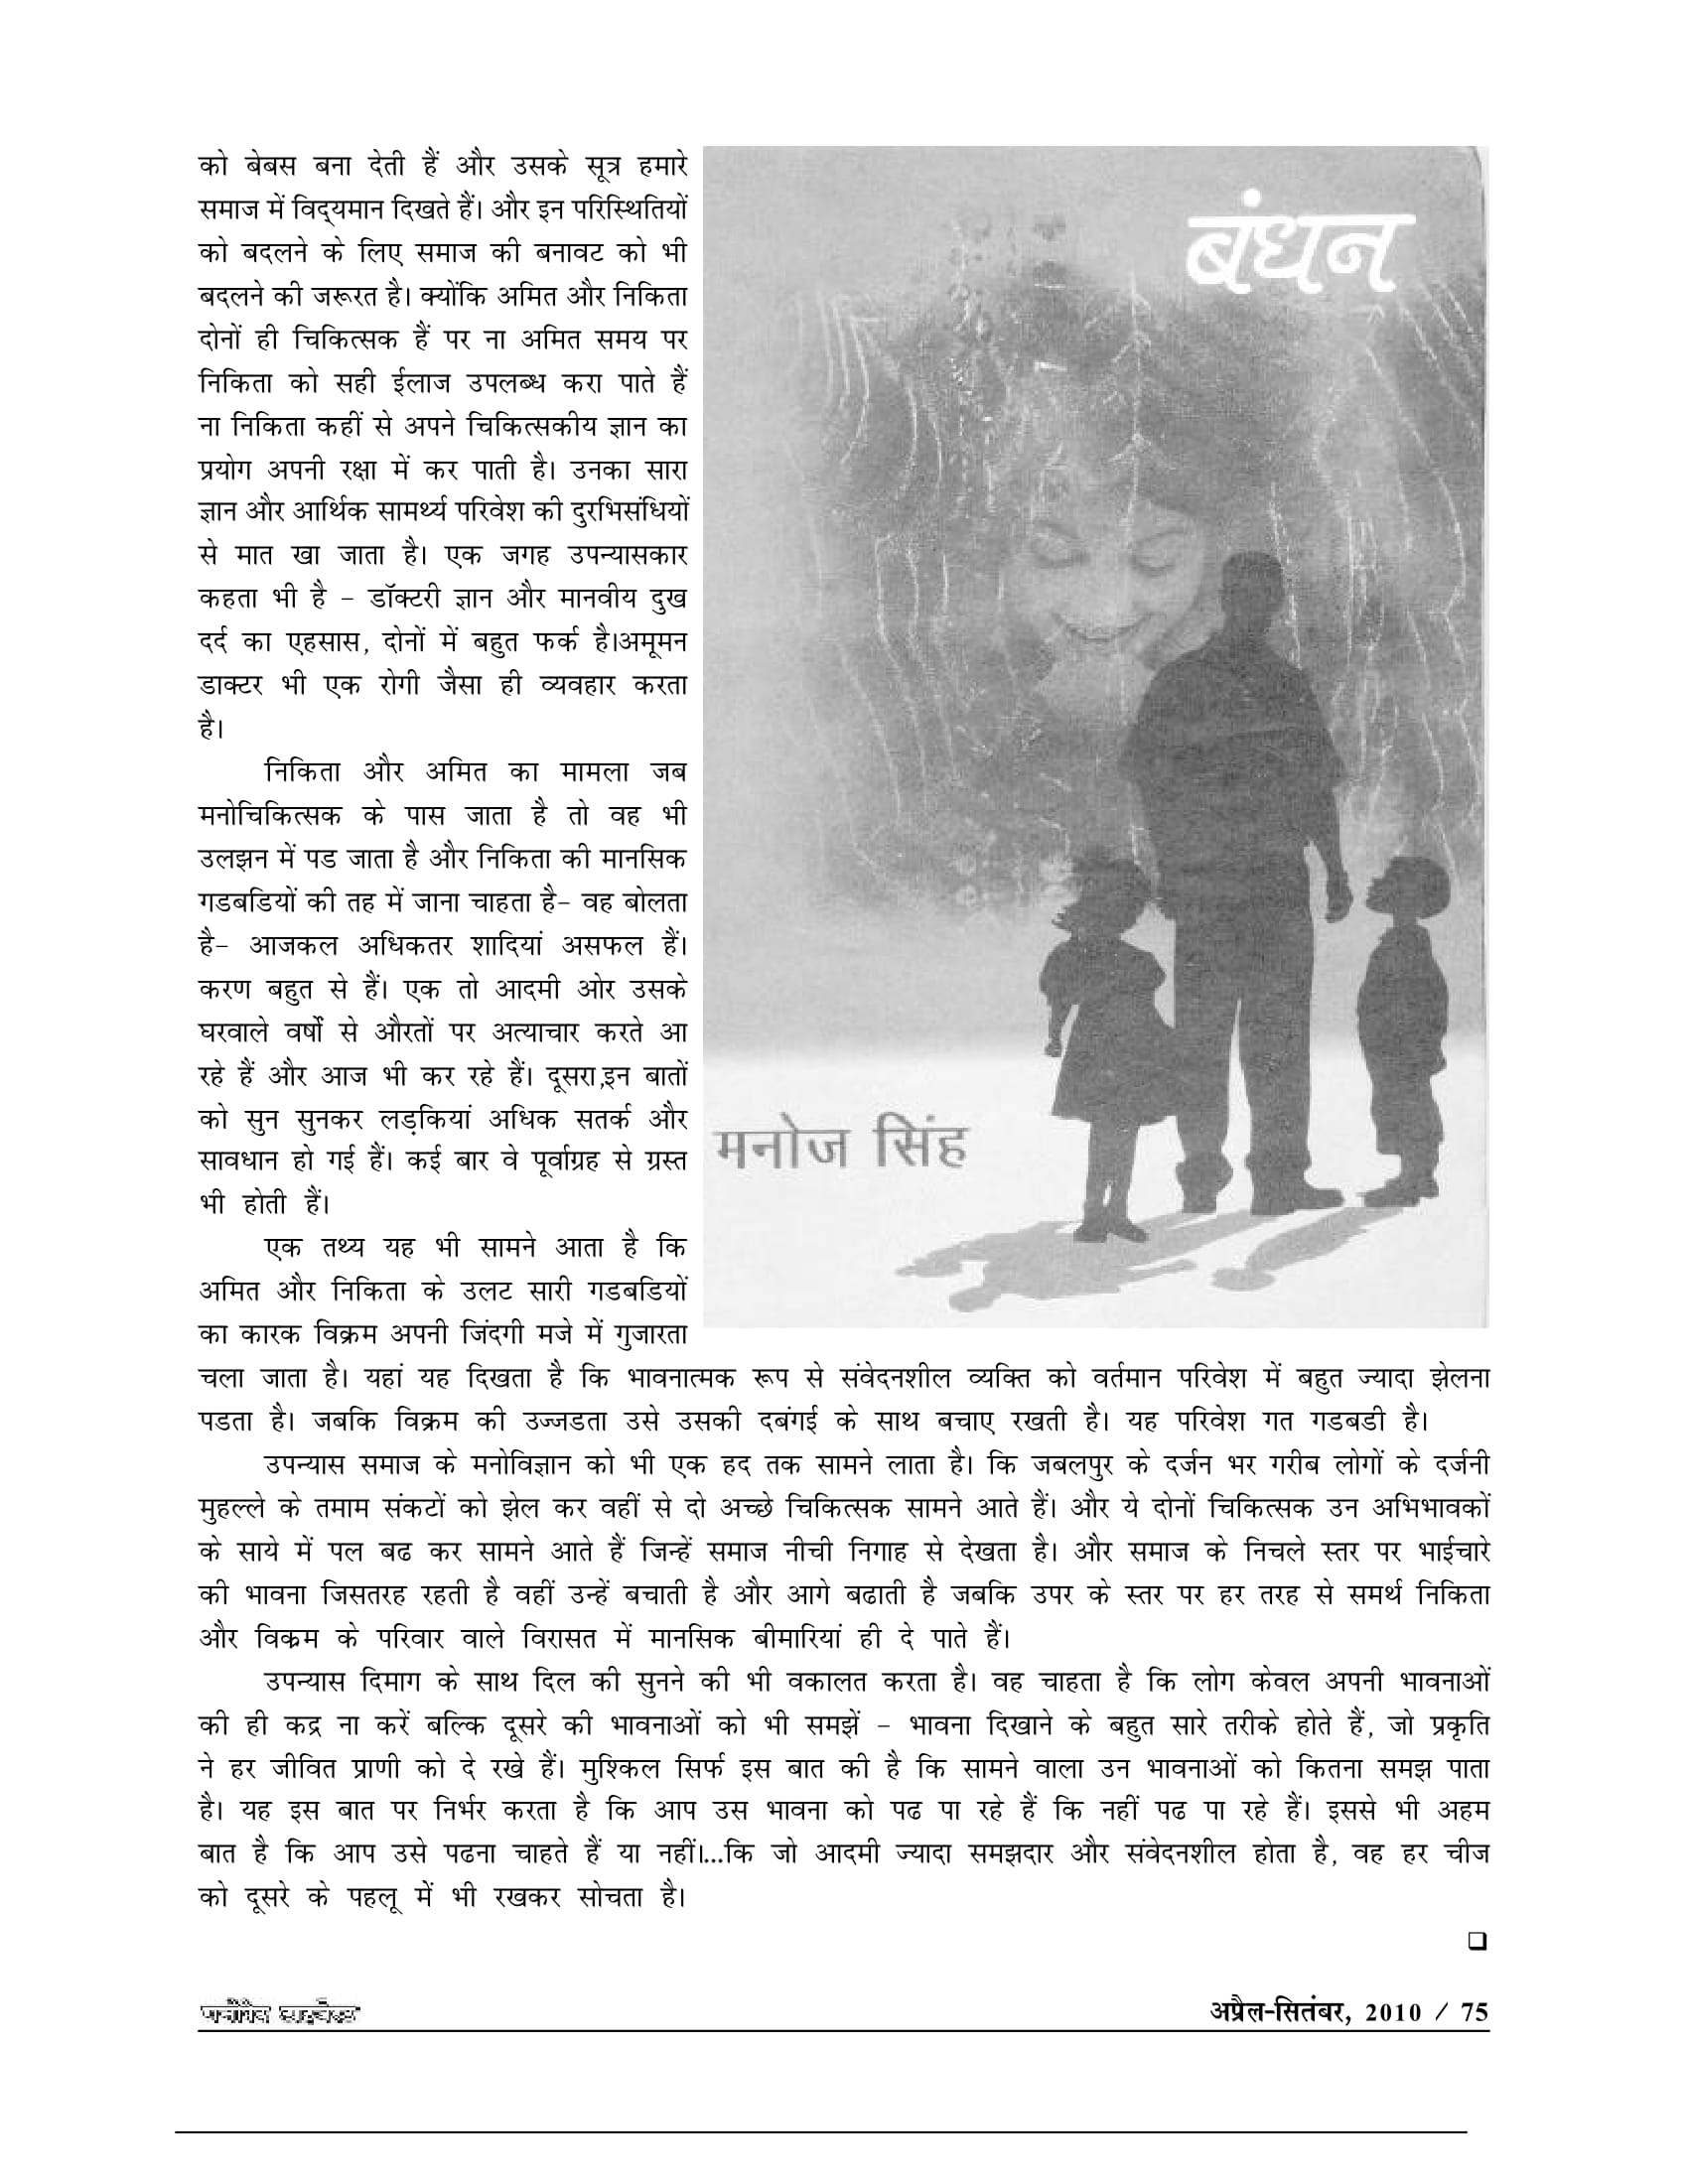 को बेबस बना देती हैं और उसके सूत्र हमारे
समाज में विद्‌यमान दिखते हैं। और इन परिस्थितियों
को बदलने के लिए समाज की बनावट को भी
बदलने की जरूरत है। क्योंकि अमित और निकिता
दोनों ही चिकित्सक हैं पर ना अमित समय पर
निकिता को सही ईलाज उपलब्ध करा पाते हैं
ना निकिता कहीं से अपने चिकित्सकीय ज्ञान का
प्रयोग अपनी रक्षा में कर पाती है। उनका सारा
ज्ञान और आर्थिक सामर्थ्य परिवेश की दुरभिसंधियों
से मात खा जाता है। एक जगह उपन्यासकार
कहता भी है - डॉक्टरी ज्ञान और मानवीय दुख
दर्द का एहसास, दोनों में बहुत फर्क है।अमूमन
डाक्टर भी एक रोगी जैसा ही व्यवहार करता
है।
निकिता और अमित का मामला जब
मनोचिकित्सक के पास जाता है तो वह भी
उलझन में पड जाता है और निकिता की मानसिक
गडबडियों की तह में जाना चाहता है- वह बोलता
है- आजकल अधिकतर शादियां असफल हैं।
करण बहुत से हैं। एक तो आदमी ओर उसके
घरवाले वर्षों से औरतों पर अत्याचार करते आ
रहे हैं और आज भी कर रहे हैं। दूसरा,इन बातों
को सुन सुनकर लड़कियां अधिक सतर्क और
सावधान हो गई हैं। कई बार वे पूर्वाग्रह से ग्रस्त
भी होती हैं।
एक तथ्य यह भी सामने आता है कि
अमित और निकिता के उलट सारी गडबडियों
का कारक विक्रम अपनी जिंदगी मजे में गुजारता
चला जाता है। यहां यह दिखता है कि भावनात्मक रूप से संवेदनशील व्यक्ति को वर्तमान परिवेश में बहुत ज्यादा झेलना
पडता है। जबकि विक्रम की उज्जडता उसे उसकी दबंगई के साथ बचाए रखती है। यह परिवेश गत गडबडी है।
उपन्यास समाज के मनोविज्ञान को भी एक हद तक सामने लाता है। कि जबलपुर के दर्जन भर गरीब लोगों के दर्जनी
मुहल्ले के तमाम संकटों को झेल कर वहीं से दो अच्छे चिकित्सक सामने आते हैं। और ये दोनों चिकित्सक उन अभिभावकों
के साये में पल बढ कर सामने आते हैं जिन्हें समाज नीची निगाह से देखता है। और समाज के निचले स्तर पर भाईचारे
की भावना जिसतरह रहती है वहीं उन्हें बचाती है और आगे बढाती है जबकि उपर के स्तर पर हर तरह से समर्थ निकिता
और विक्रम के परिवार वाले विरासत में मानसिक बीमारियां ही दे पाते हैं।
उपन्यास दिमाग के साथ दिल की सुनने की भी वकालत करता है। वह चाहता है कि लोग केवल अपनी भावनाओं
की ही कद्र ना करें बल्कि दूसरे की भावनाओं को भी समझें - भावना दिखाने के बहुत सारे तरीके होते हैं, जो प्रकृति
ने हर जीवित प्राणी को दे रखे हैं। मुश्किल सिर्फ इस बात की है कि सामने वाला उन भावनाओं को कितना समझ पाता
है। यह इस बात पर निर्भर करता है कि आप उस भावना को पढ पा रहे हैं कि नहीं पढ पा रहे हैं। इससे भी अहम
बात है कि आप उसे पढना चाहते हैं या नहीं।...कि जो आदमी ज्यादा समझदार और संवेदनशील होता है, वह हर चीज
को दूसरे के पहलू में भी रखकर सोचता है।
बंधन
मनोज सिंह
अप्रैल-सितंबर, 2010 / 75